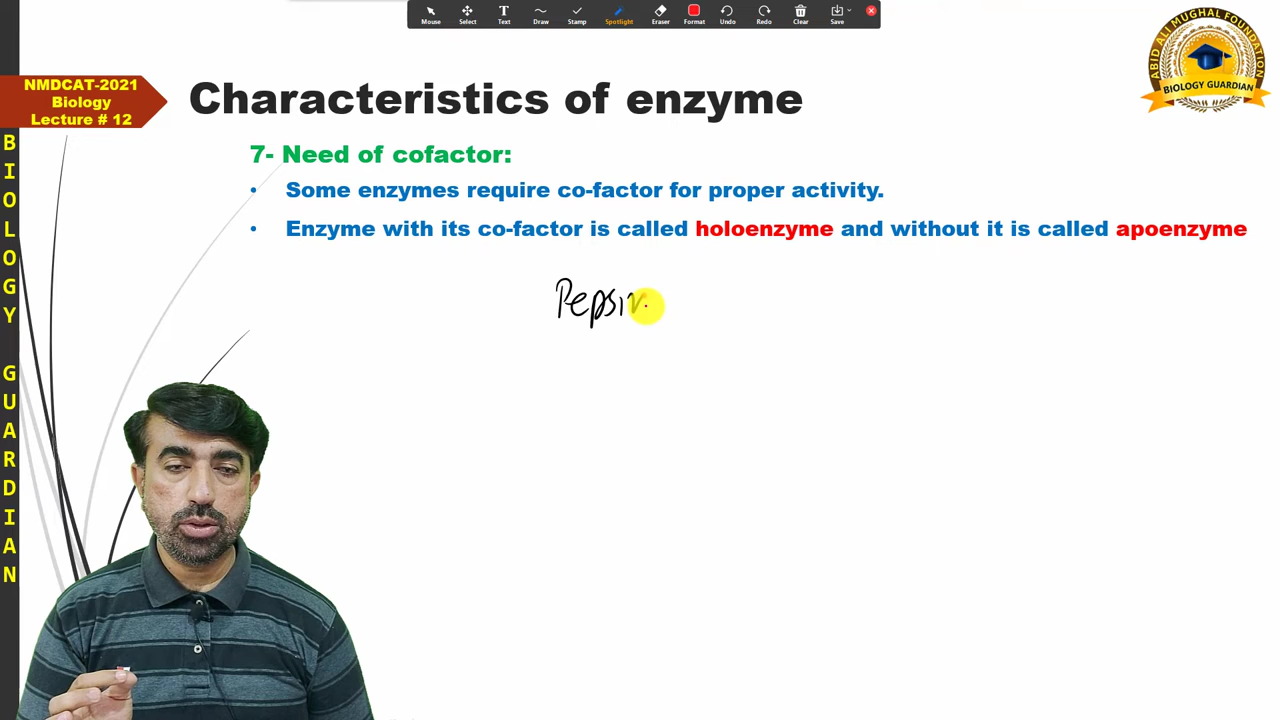 Mouse
Select
Text
Draw
Stamp
Spotlight
Eraser
Format
Undo
Redo
Clear
Save
NMDCAT-2021
Biology
Lecture # 12
Characteristics of enzyme
ABID ALI MUGHAL FOUNDATION
BIOLOGY GUARDIAN
7- Need of cofactor:
• Some enzymes require co-factor for proper activity.
• Enzyme with its co-factor is called holoenzyme and without it is called apoenzyme
Pepsin
BIOLOGY GUARDIAN